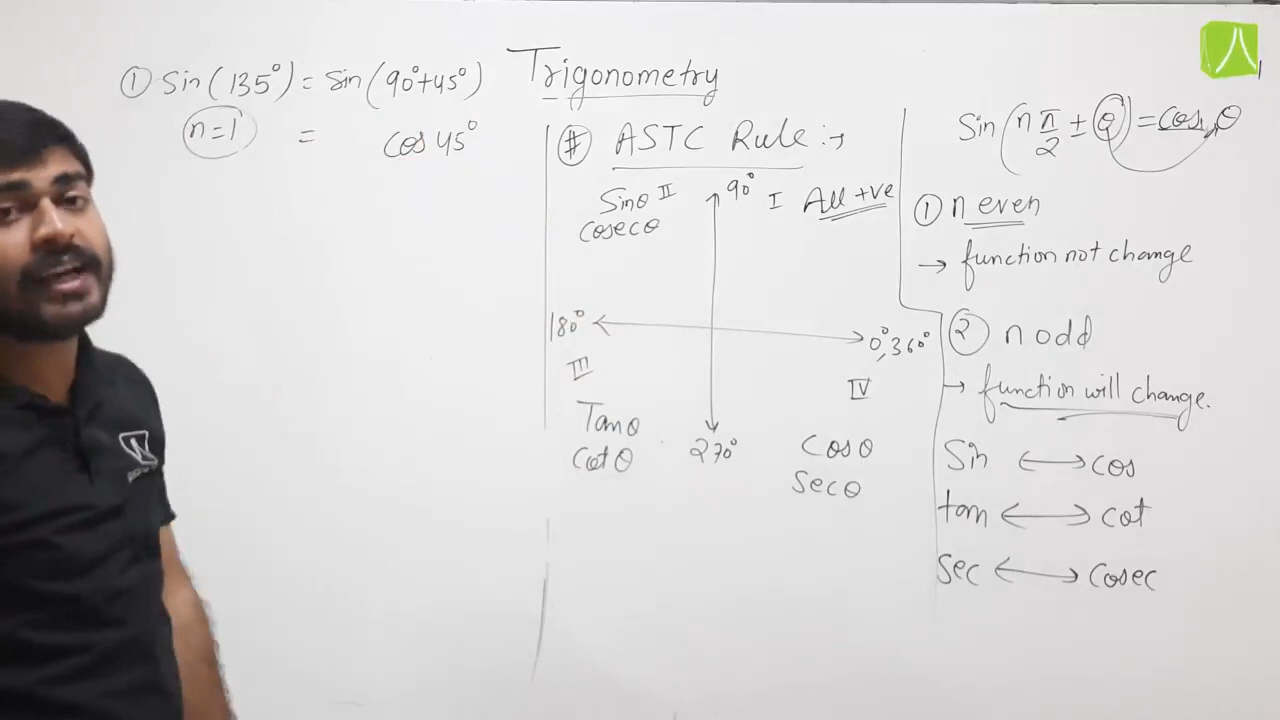 Trigonometry
① Sin(135°) = Sin(90°+45°)
n=1 = cos 45°
# ASTC Rule :→
Sinθ II
Cosecθ
90°
I All +ve
180°
0°, 360°
III
IV
Tanθ
Cotθ
270°
Cosθ
Secθ
Sin(nπ/2 ± θ) = cos θ
① n even
→ function not change
② n odd
→ function will change.
Sin ↔ cos
tan ↔ cot
Sec ↔ Cosec